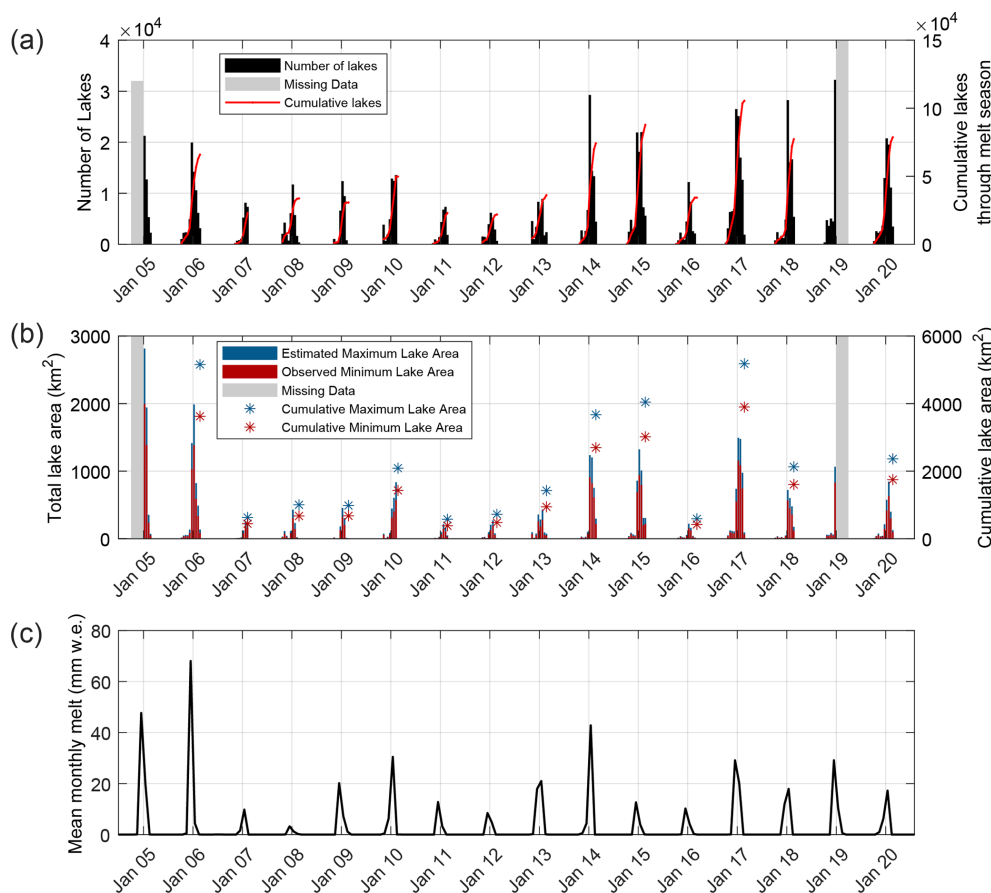 (a)
×10⁴
×10⁴
4
3
2
1
0
Number of Lakes
Number of lakes
Missing Data
Cumulative lakes
15
10
5
0
Cumulative lakes
through melt season
Jan 05
Jan 06
Jan 07
Jan 08
Jan 09
Jan 10
Jan 11
Jan 12
Jan 13
Jan 14
Jan 15
Jan 16
Jan 17
Jan 18
Jan 19
Jan 20
(b)
3000
2000
1000
0
Total lake area (km²)
Estimated Maximum Lake Area
Observed Minimum Lake Area
Missing Data
Cumulative Maximum Lake Area
Cumulative Minimum Lake Area
6000
4000
2000
0
Cumulative lake area (km²)
Jan 05
Jan 06
Jan 07
Jan 08
Jan 09
Jan 10
Jan 11
Jan 12
Jan 13
Jan 14
Jan 15
Jan 16
Jan 17
Jan 18
Jan 19
Jan 20
(c)
80
60
40
20
0
Mean monthly melt (mm w.e.)
Jan 05
Jan 06
Jan 07
Jan 08
Jan 09
Jan 10
Jan 11
Jan 12
Jan 13
Jan 14
Jan 15
Jan 16
Jan 17
Jan 18
Jan 19
Jan 20